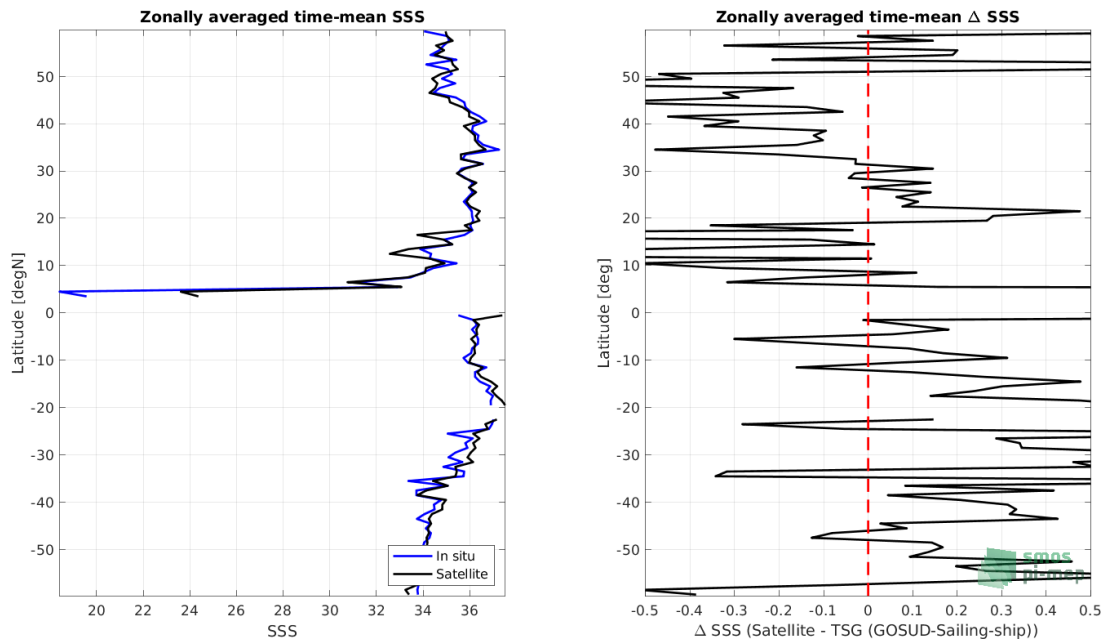 Zonally averaged time-mean SSS
50
40
30
20
10
0
-10
-20
-30
-40
-50
Latitude [degN]
20 22 24 26 28 30 32 34 36
SSS
In situ
Satellite
Zonally averaged time-mean Δ SSS
50
40
30
20
10
0
-10
-20
-30
-40
-50
Latitude [deg]
-0.5 -0.4 -0.3 -0.2 -0.1 0 0.1 0.2 0.3 0.4 0.5
Δ SSS (Satellite - TSG (GOSUD-Sailing-ship))
smos
pi-mep